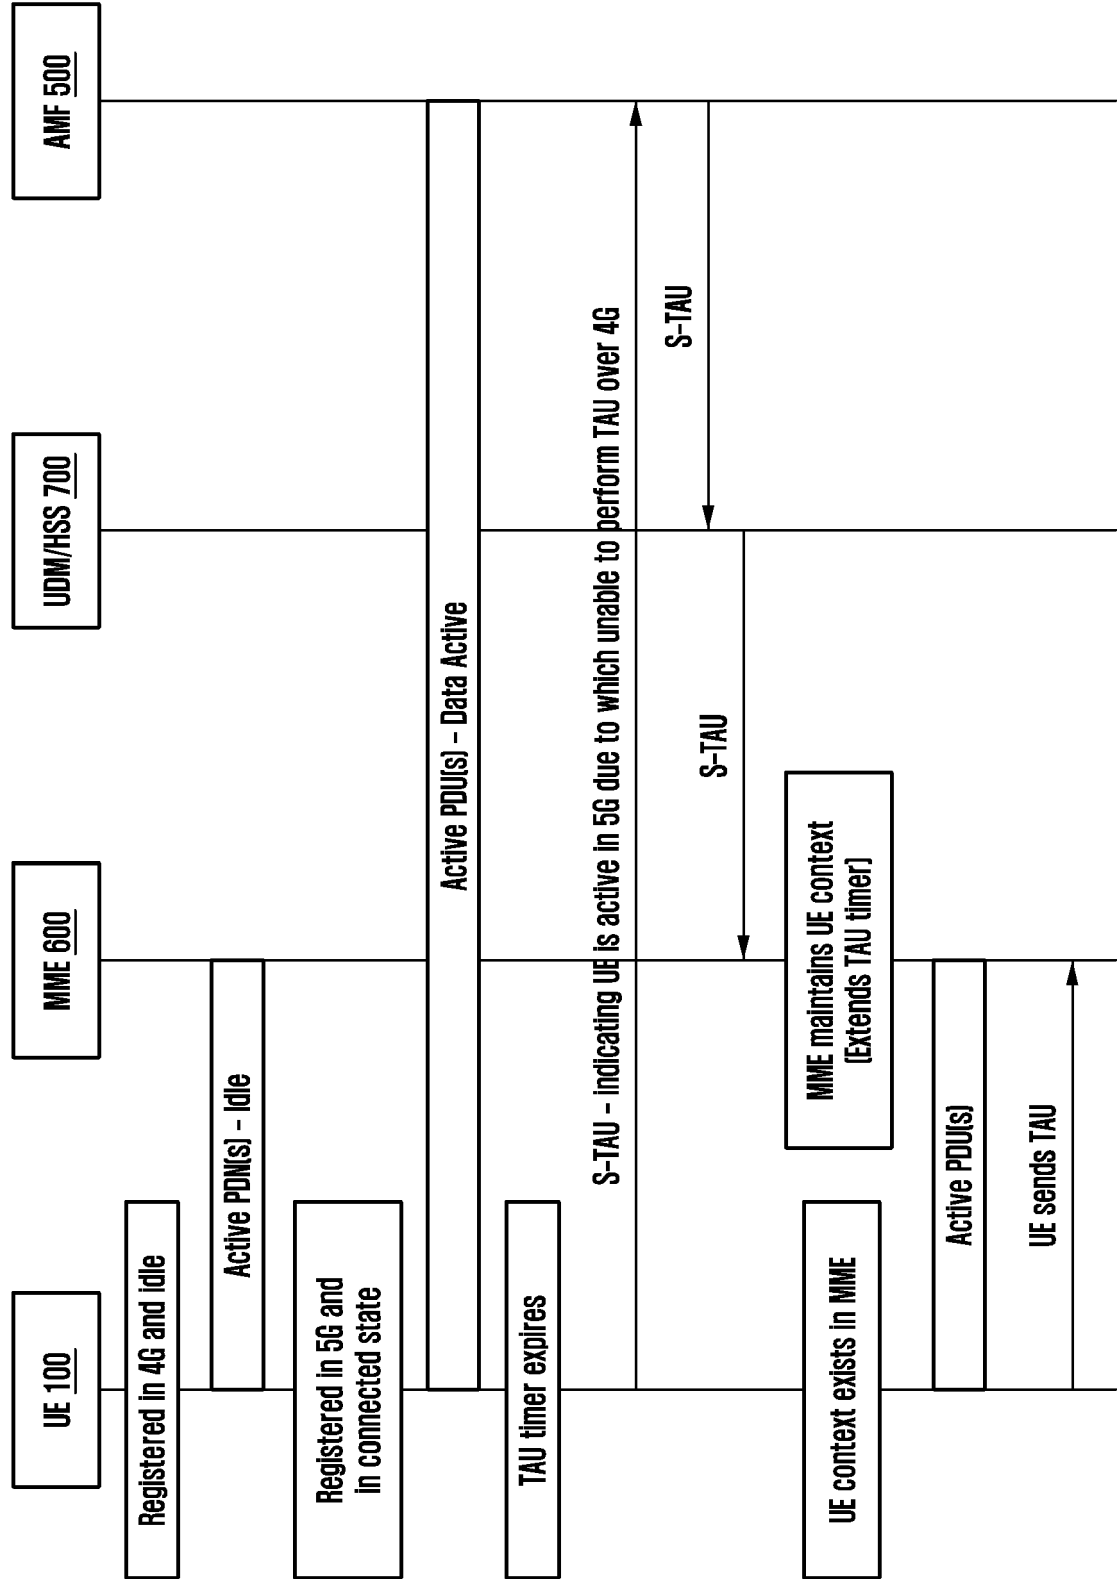 UE 100
MME 600
UDM/HSS 700
AMF 500
Registered in 4G and idle
Active PDN(s) – Idle
Registered in 5G and
in connected state
Active PDU(s) – Data Active
TAU timer expires
S-TAU – indicating UE is active in 5G due to which unable to perform TAU over 4G
S-TAU
S-TAU
MME maintains UE context
(Extends TAU timer)
UE context exists in MME
Active PDU(s)
UE sends TAU